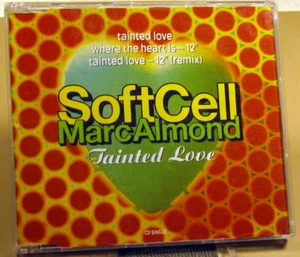 tainted love
where the heart is – 12"
tainted love – 12" (remix)
SoftCell
MarcAlmond
Tainted Love
CD SINGLE